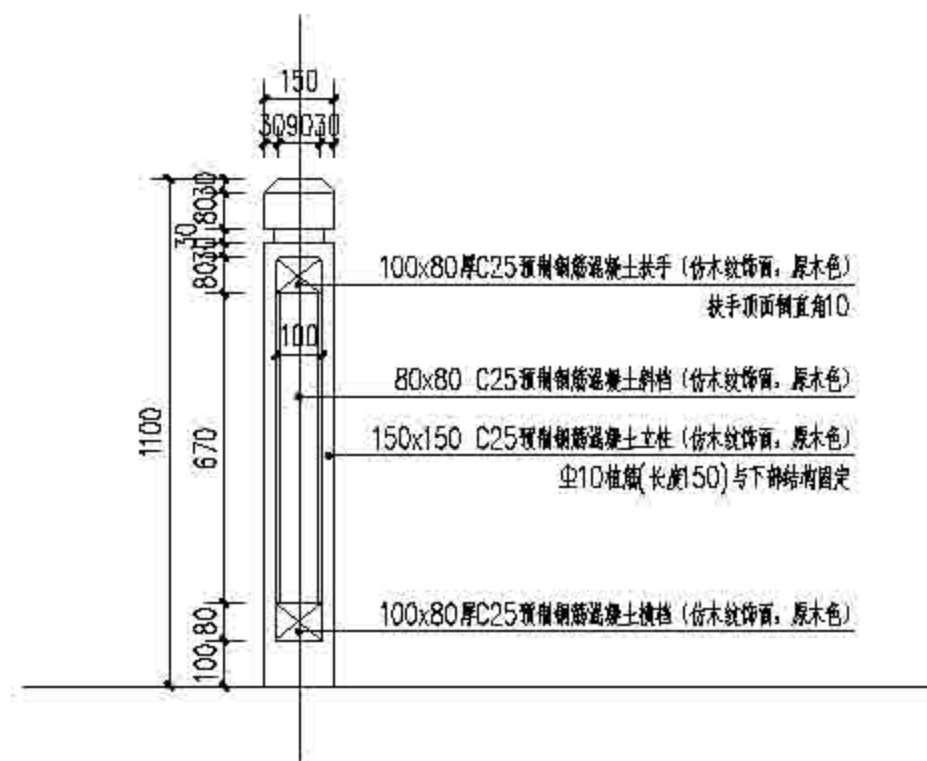 150
30 90 30
30
80
30
30
80
100x80厚C25预制钢筋混凝土扶手(仿木纹饰面,原木色)
扶手顶面倒直角10
100
80x80 C25预制钢筋混凝土斜档(仿木纹饰面,原木色)
150x150 C25预制钢筋混凝土立柱(仿木纹饰面,原木色)
1100
670
10植筋(长度150)与下部结构固定
100x80厚C25预制钢筋混凝土横档(仿木纹饰面,原木色)
80
100